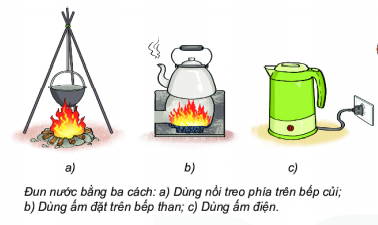 a)
b)
c)
Đun nước bằng ba cách: a) Dùng nồi treo phía trên bếp củi;
b) Dùng ấm đặt trên bếp than; c) Dùng ấm điện.